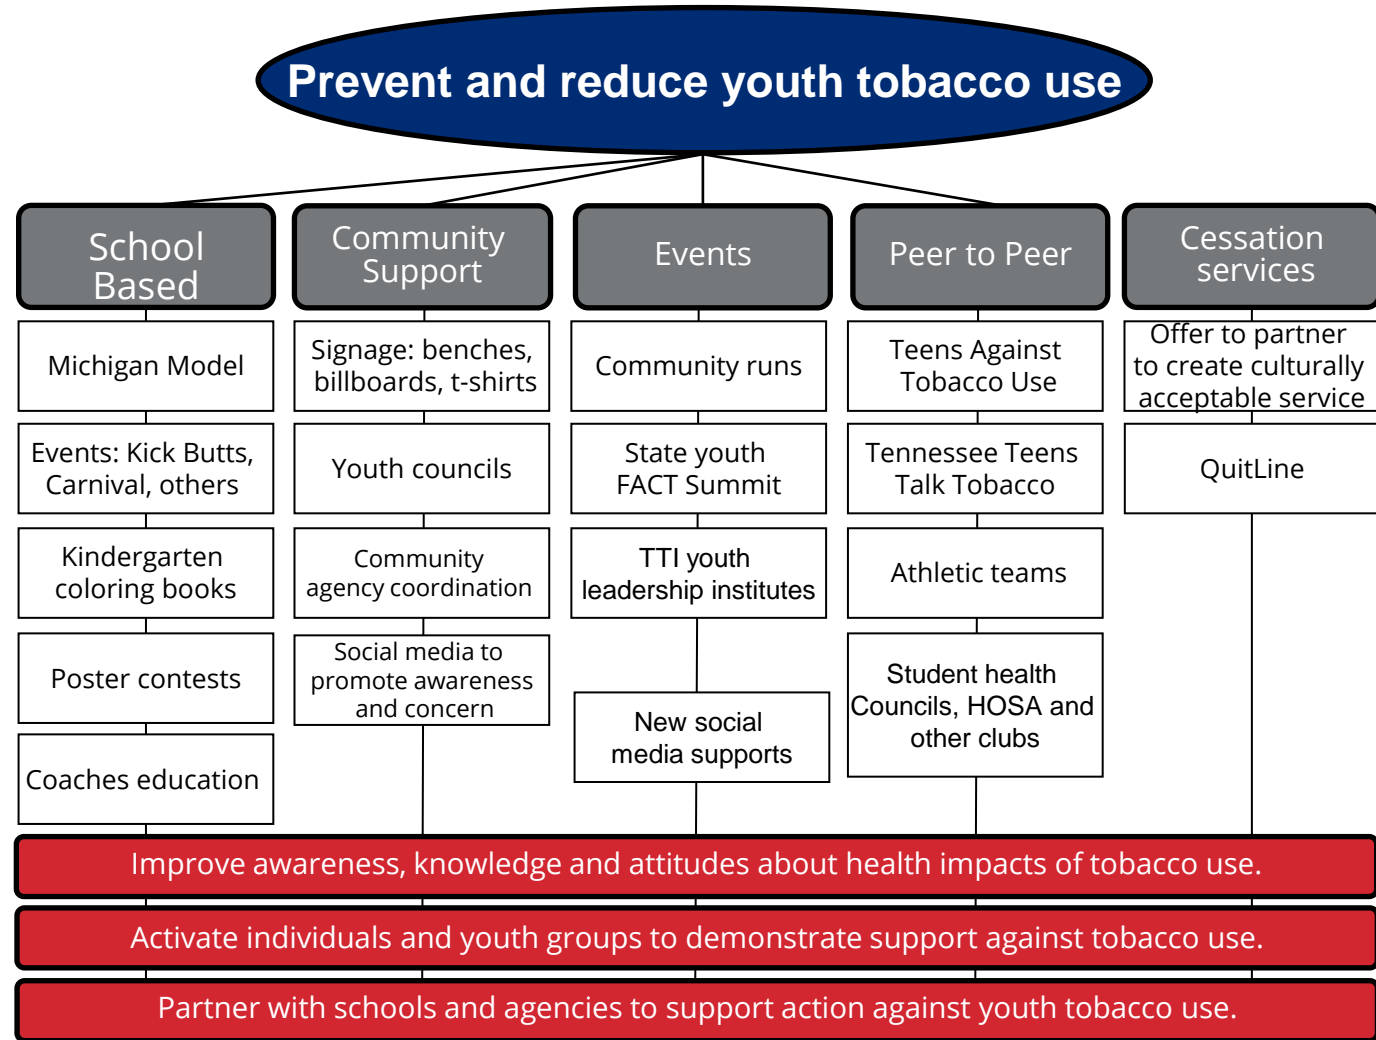 Prevent and reduce youth tobacco use
School
Based
Michigan Model
Events: Kick Butts,
Carnival, others
Kindergarten
coloring books
Poster contests
Coaches education
Community
Support
Signage: benches,
billboards, t-shirts
Youth councils
Community
agency coordination
Social media to
promote awareness
and concern
Events
Community runs
State youth
FACT Summit
TTI youth
leadership institutes
New social
media supports
Peer to Peer
Teens Against
Tobacco Use
Tennessee Teens
Talk Tobacco
Athletic teams
Student health
Councils, HOSA and
other clubs
Cessation
services
Offer to partner
to create culturally
acceptable service
QuitLine
Improve awareness, knowledge and attitudes about health impacts of tobacco use.
Activate individuals and youth groups to demonstrate support against tobacco use.
Partner with schools and agencies to support action against youth tobacco use.